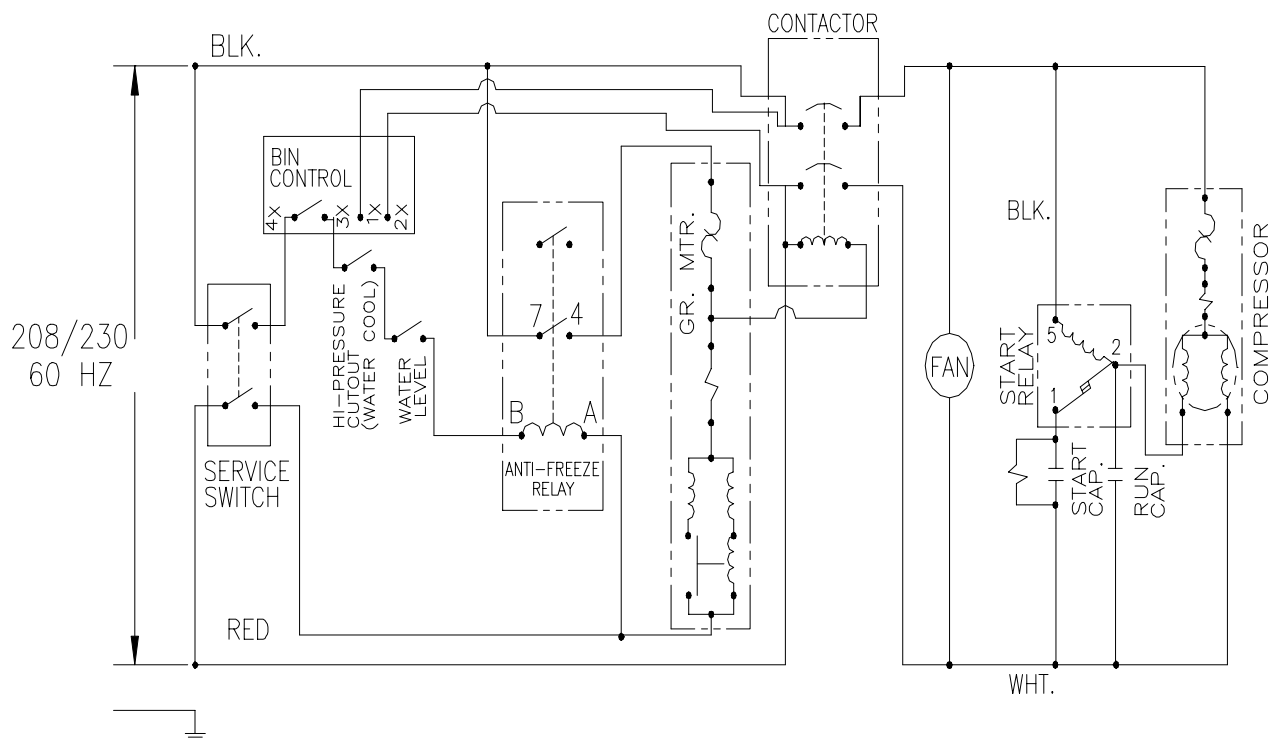 CONTACTOR
BLK.
BIN
CONTROL
4X
3X
1X
2X
208/230
60 HZ
HI-PRESSURE
CUTOUT
(WATER COOL)
WATER
LEVEL
7
4
B
A
ANTI-FREEZE
RELAY
GR. MTR.
SERVICE
SWITCH
RED
FAN
BLK.
START
RELAY
5
2
1
START
CAP.
RUN
CAP.
COMPRESSOR
WHT.